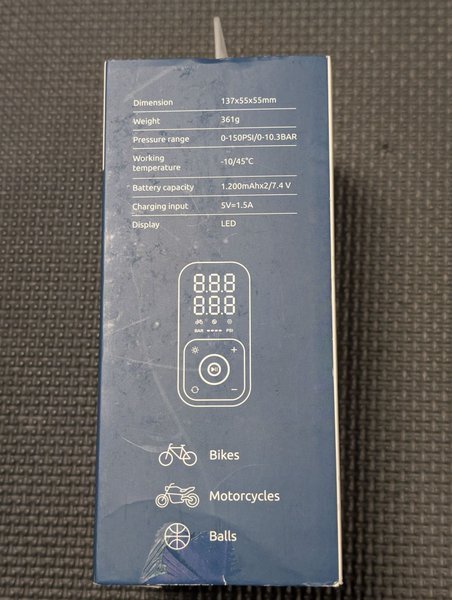 Dimension 137x55x55mm
Weight 361g
Pressure range 0-150PSI/0-10.3BAR
Working
temperature -10/45°C
Battery capacity 1.200mAhx2/7.4 V
Charging input 5V=1.5A
Display LED
8.8.8
8.8.8
BAR PSI
Bikes
Motorcycles
Balls